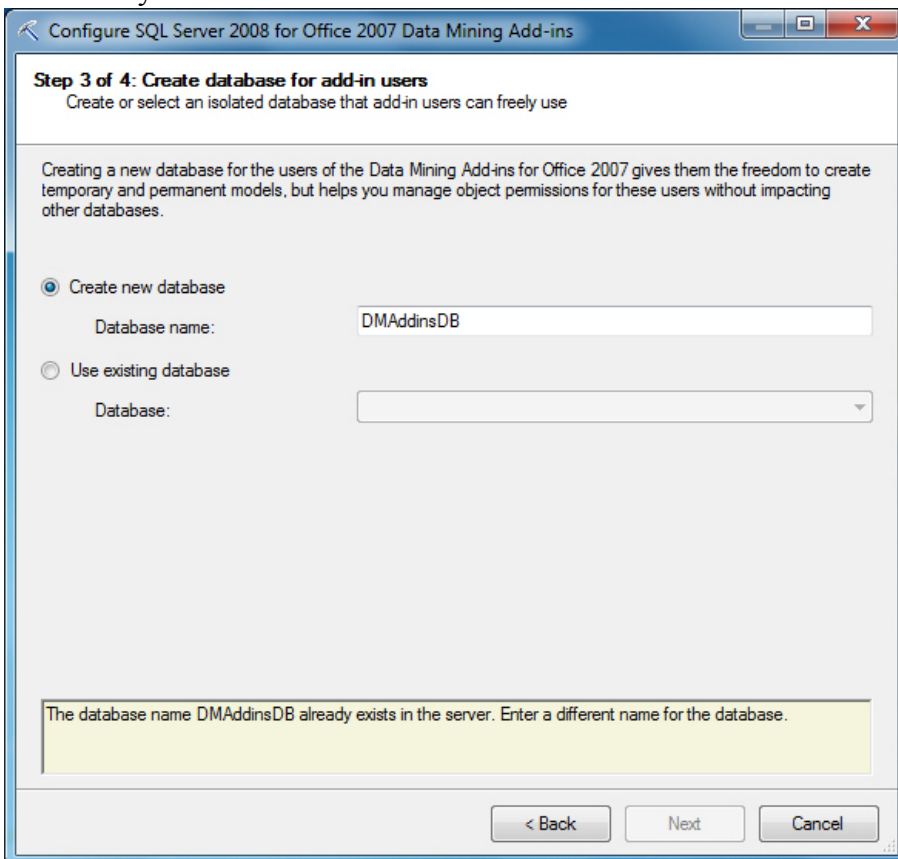 Configure SQL Server 2008 for Office 2007 Data Mining Add-ins
Step 3 of 4: Create database for add-in users
Create or select an isolated database that add-in users can freely use
Creating a new database for the users of the Data Mining Add-ins for Office 2007 gives them the freedom to create
temporary and permanent models, but helps you manage object permissions for these users without impacting
other databases.
Create new database
Database name: DMAddinsDB
Use existing database
Database:
The database name DMAddinsDB already exists in the server. Enter a different name for the database.
< Back Next Cancel